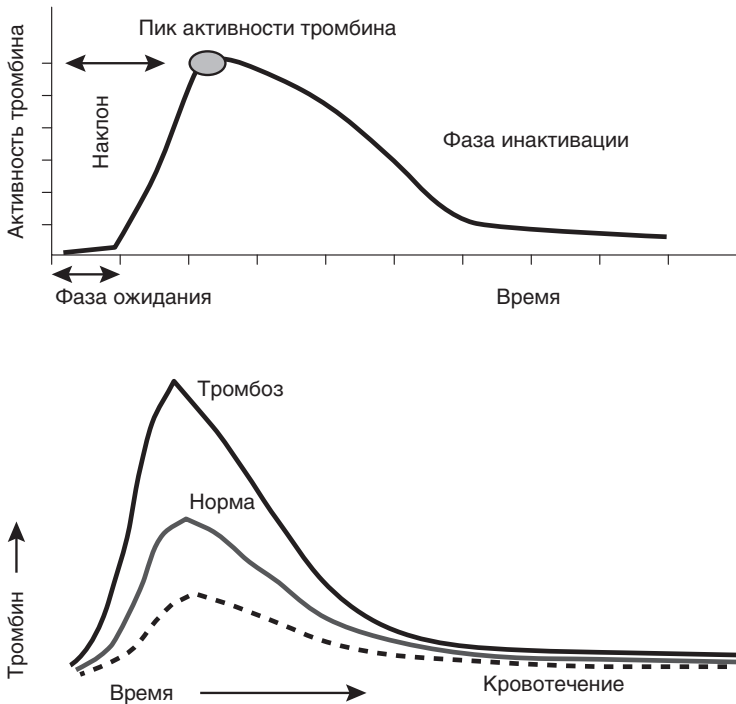 Пик активности тромбина
Активность тромбина
Наклон
Фаза инактивации
Фаза ожидания
Время
Тромбоз
Норма
Тромбин
Время
Кровотечение